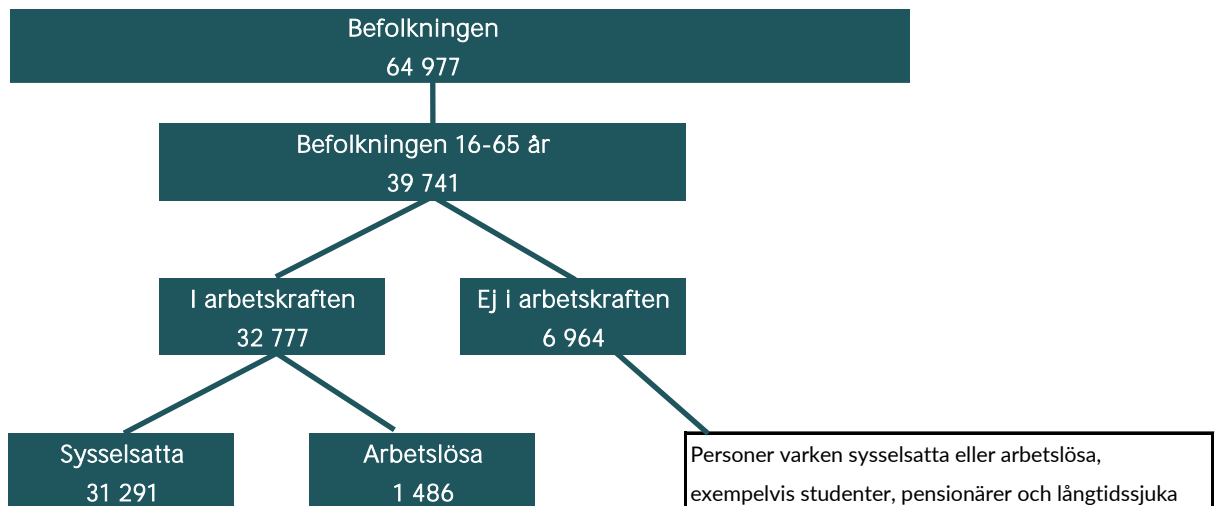 Befolkningen
64 977
Befolkningen 16-65 år
39 741
I arbetskraften
32 777
Ej i arbetskraften
6 964
Sysselsatta
31 291
Arbetslösa
1 486
Personer varken sysselsatta eller arbetslösa,
exempelvis studenter, pensionärer och långtidssjuka